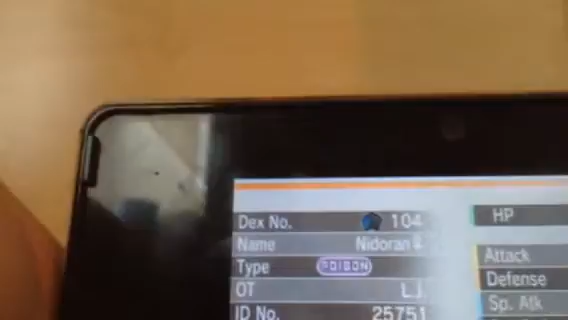 Dex No. 104
Name Nidoran♀
Type POISON
OT L.J.
ID No. 25751
HP
Attack
Defense
Sp. Atk